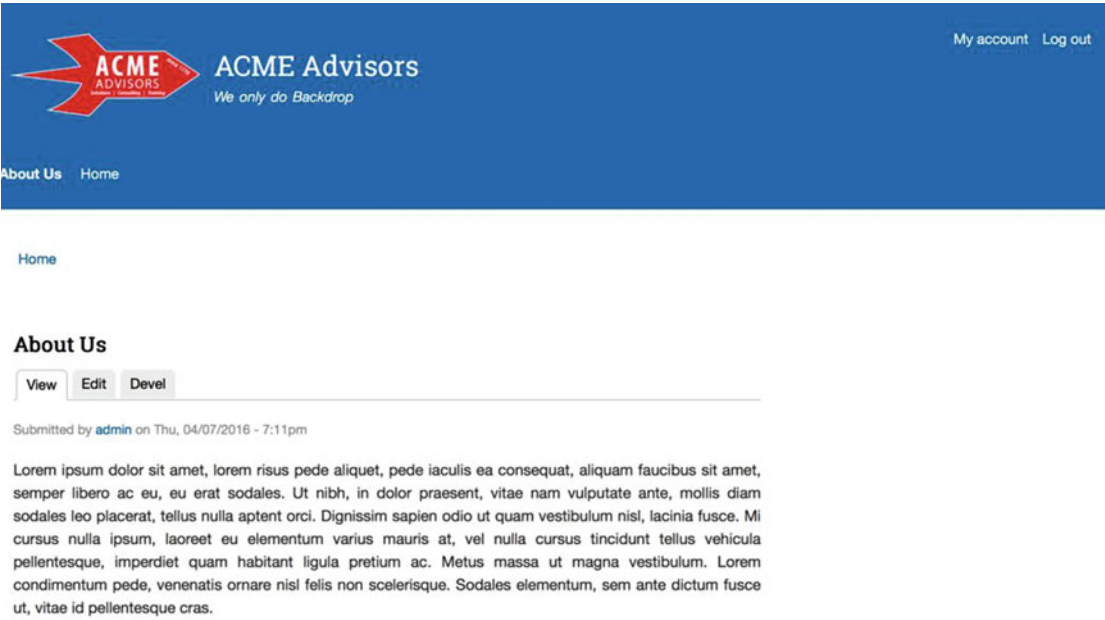 My account Log out
ACME
ADVISORS
since 1776
Solutions | Consulting | Training
ACME Advisors
We only do Backdrop
About Us Home
Home
About Us
View Edit Devel
Submitted by admin on Thu, 04/07/2016 - 7:11pm
Lorem ipsum dolor sit amet, lorem risus pede aliquet, pede iaculis ea consequat, aliquam faucibus sit amet,
semper libero ac eu, eu erat sodales. Ut nibh, in dolor praesent, vitae nam vulputate ante, mollis diam
sodales leo placerat, tellus nulla aptent orci. Dignissim sapien odio ut quam vestibulum nisl, lacinia fusce. Mi
cursus nulla ipsum, laoreet eu elementum varius mauris at, vel nulla cursus tincidunt tellus vehicula
pellentesque, imperdiet quam habitant ligula pretium ac. Metus massa ut magna vestibulum. Lorem
condimentum pede, venenatis ornare nisl felis non scelerisque. Sodales elementum, sem ante dictum fusce
ut, vitae id pellentesque cras.